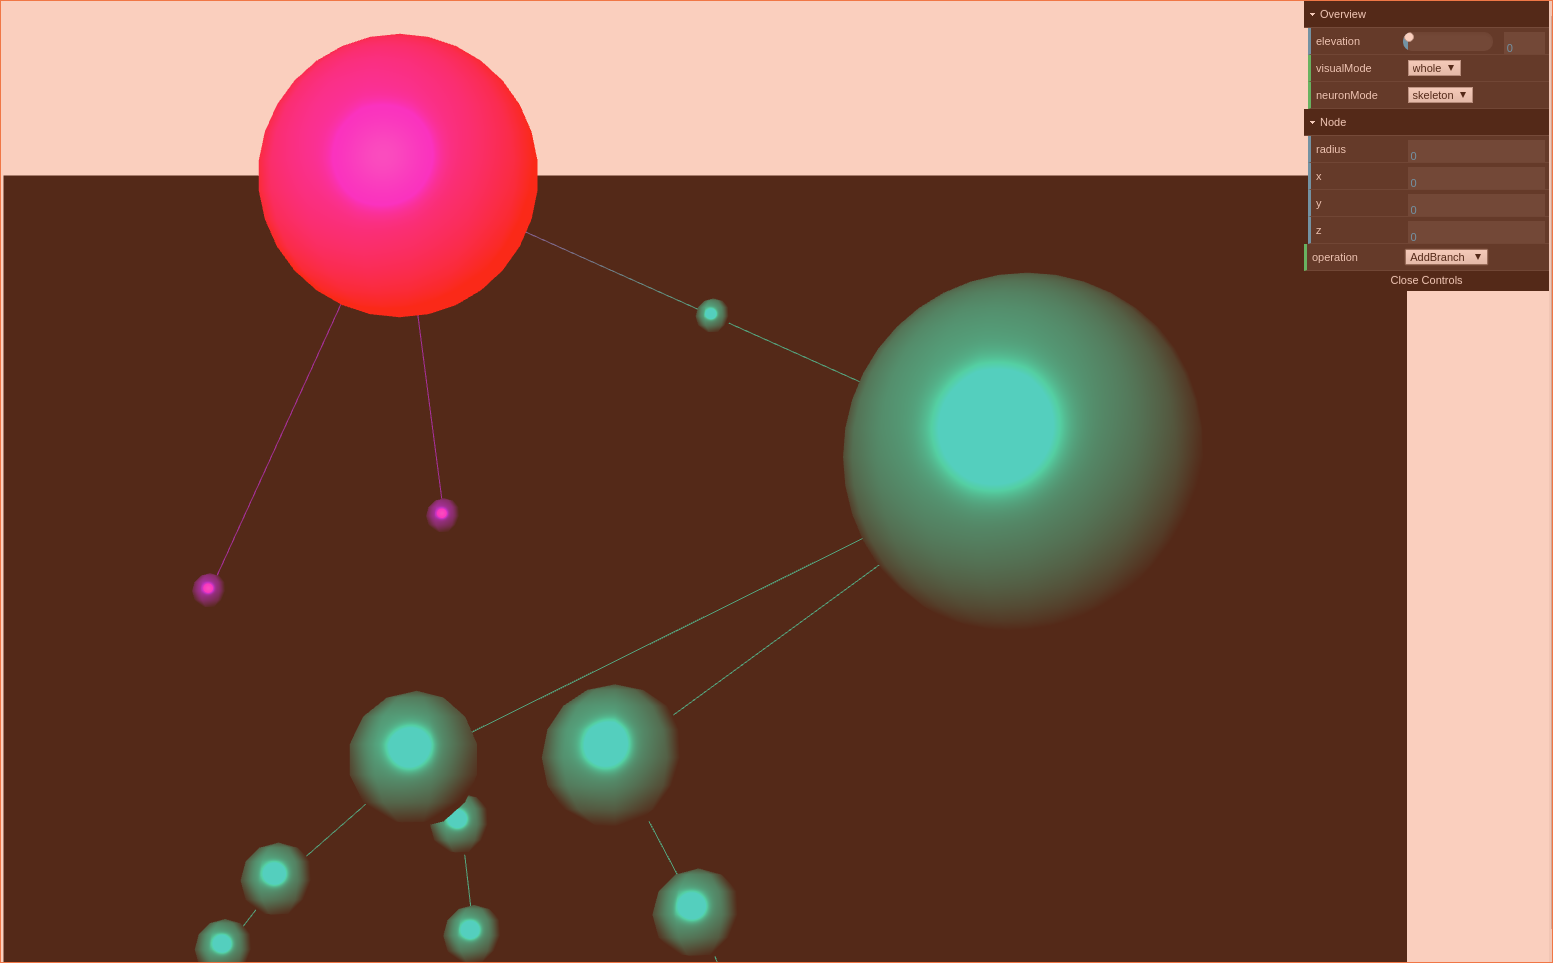 Overview
elevation 0
visualMode whole
neuronMode skeleton
Node
radius 0
x 0
y 0
z 0
operation AddBranch
Close Controls